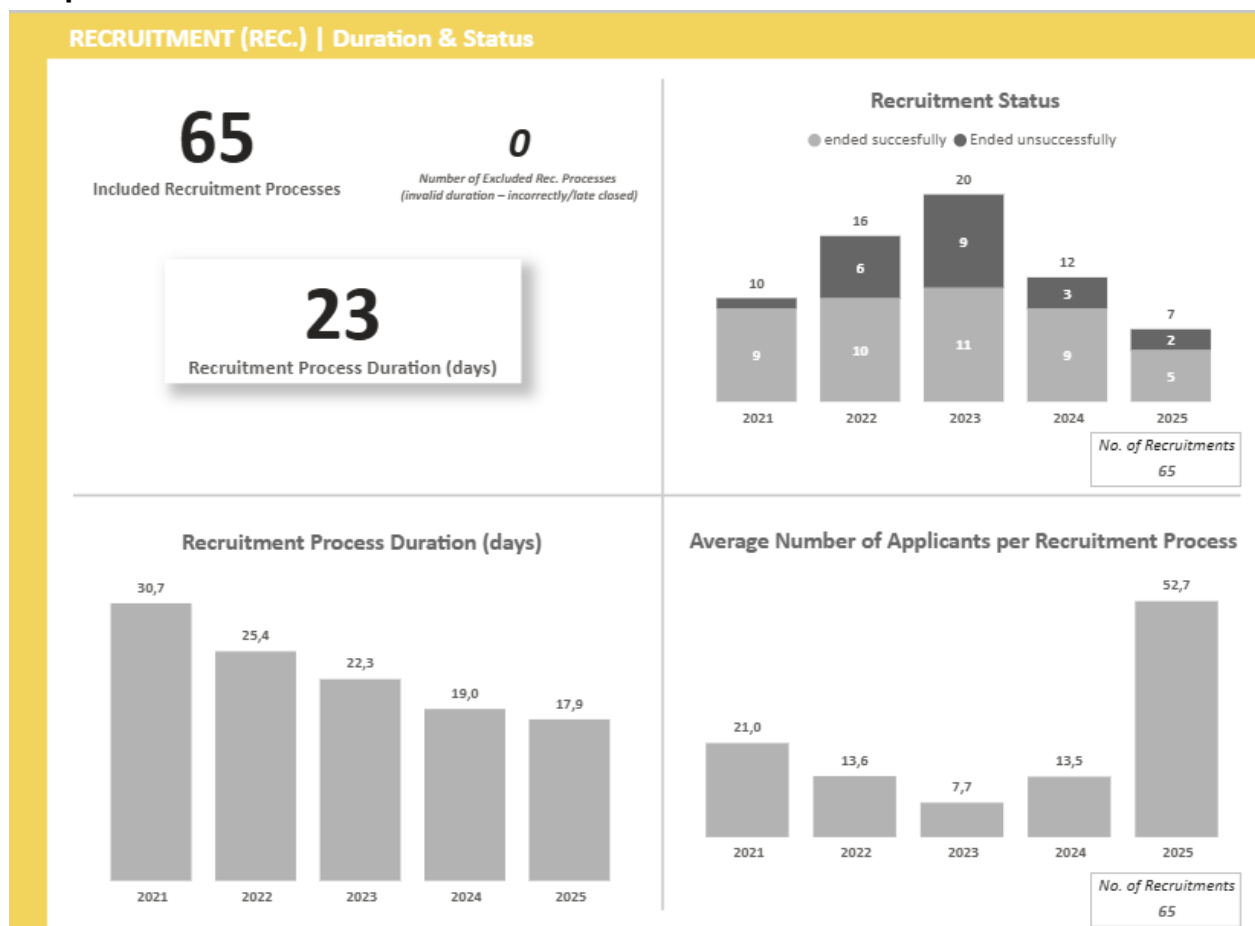 RECRUITMENT (REC.) | Duration & Status
65
Included Recruitment Processes
0
Number of Excluded Rec. Processes
(invalid duration – incorrectly/late closed)
23
Recruitment Process Duration (days)
Recruitment Status
ended succesfully Ended unsuccessfully
10
9
16
6
10
20
9
11
12
3
9
7
2
5
2021 2022 2023 2024 2025
No. of Recruitments
65
Recruitment Process Duration (days)
30,7
25,4
22,3
19,0
17,9
2021 2022 2023 2024 2025
Average Number of Applicants per Recruitment Process
21,0
13,6
7,7
13,5
52,7
2021 2022 2023 2024 2025
No. of Recruitments
65